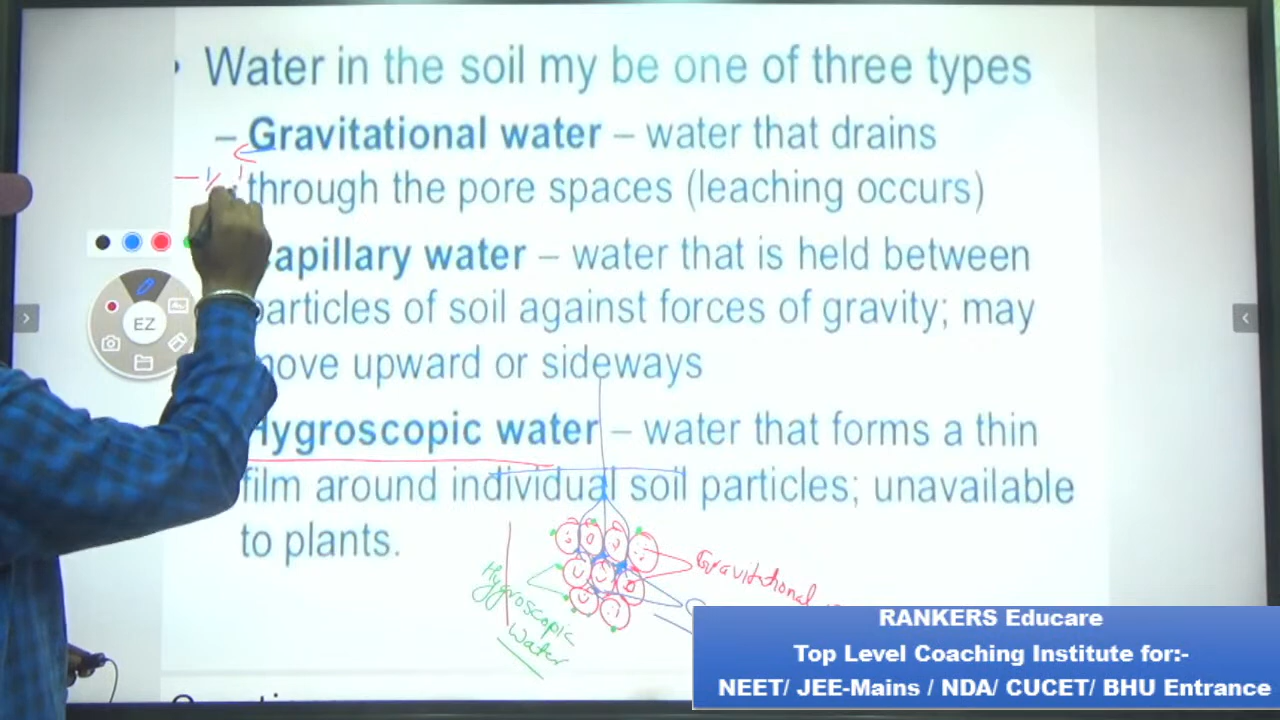 • Water in the soil my be one of three types
– Gravitational water – water that drains
through the pore spaces (leaching occurs)
apillary water – water that is held between
particles of soil against forces of gravity; may
move upward or sideways
Hygroscopic water – water that forms a thin
film around individual soil particles; unavailable
to plants.
EZ
Gravitational
Hygroscopic
Water
RANKERS Educare
Top Level Coaching Institute for:-
NEET/ JEE-Mains / NDA/ CUCET/ BHU Entrance